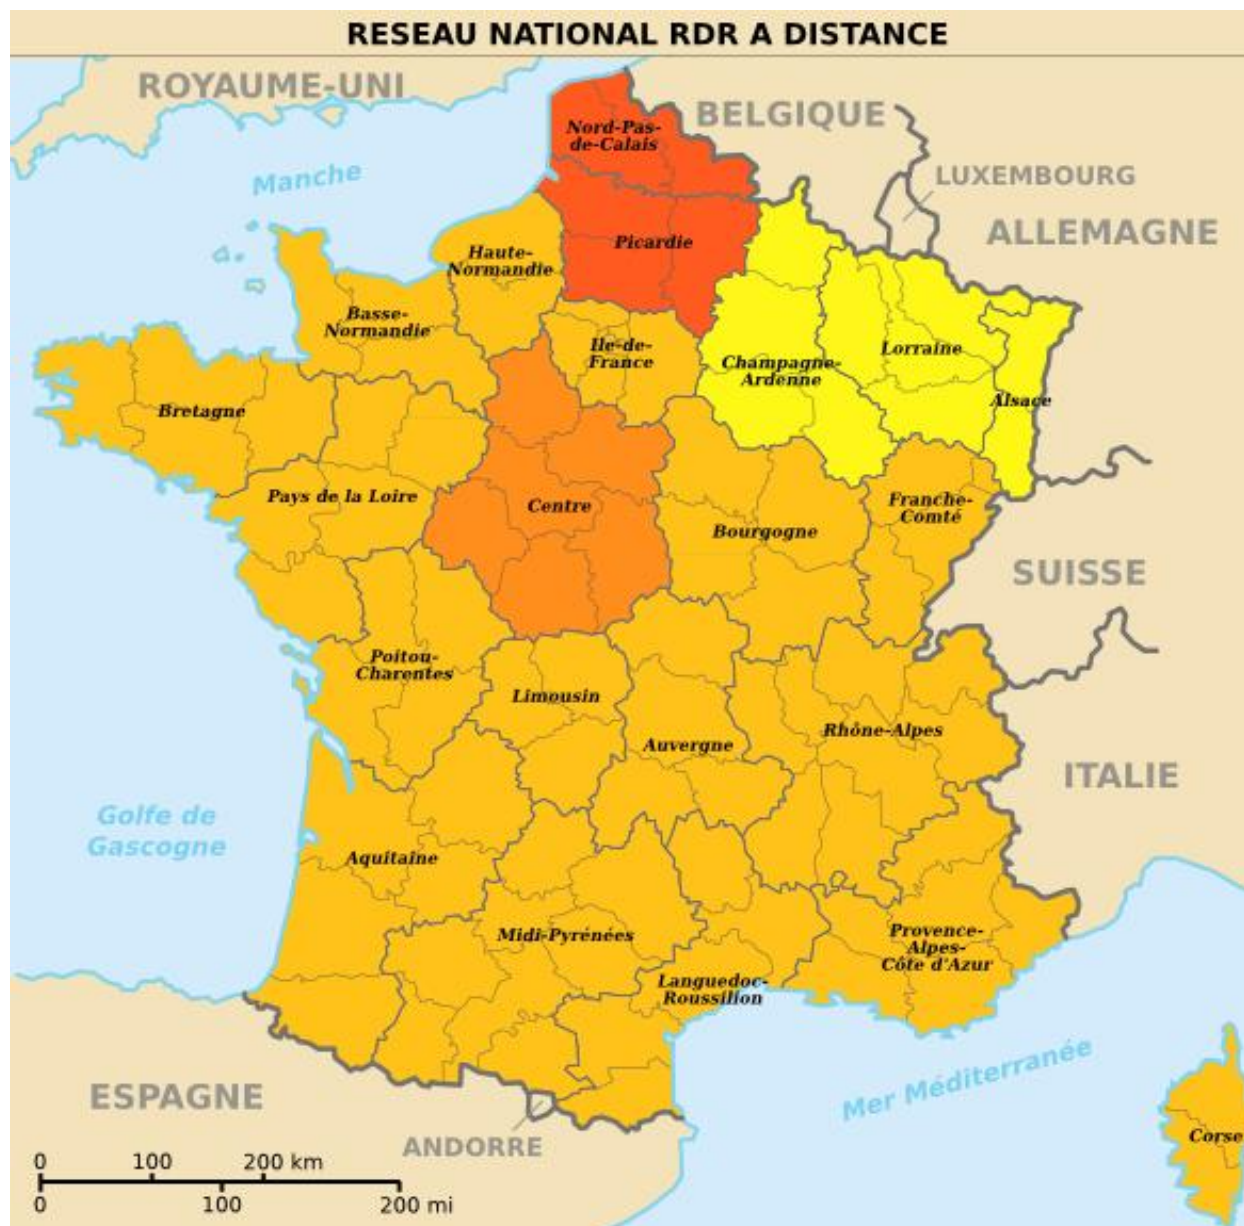 RESEAU NATIONAL RDR A DISTANCE
ROYAUME-UNI
BELGIQUE
Nord-Pas-
de-Calais
Manche
LUXEMBOURG
ALLEMAGNE
Picardie
Haute-
Normandie
Basse-
Normandie
Ile-de-
France
Champagne-
Ardenne
Lorraine
Alsace
Bretagne
Pays de la Loire
Centre
Bourgogne
Franche-
Comté
SUISSE
Poitou-
Charentes
Limousin
Auvergne
Rhône-Alpes
ITALIE
Golfe de
Gascogne
Aquitaine
Midi-Pyrénées
Languedoc-
Roussillon
Provence-
Alpes-
Côte d'Azur
Mer Méditerranée
ESPAGNE
ANDORRE
Corse
0 100 200 km
0 100 200 mi